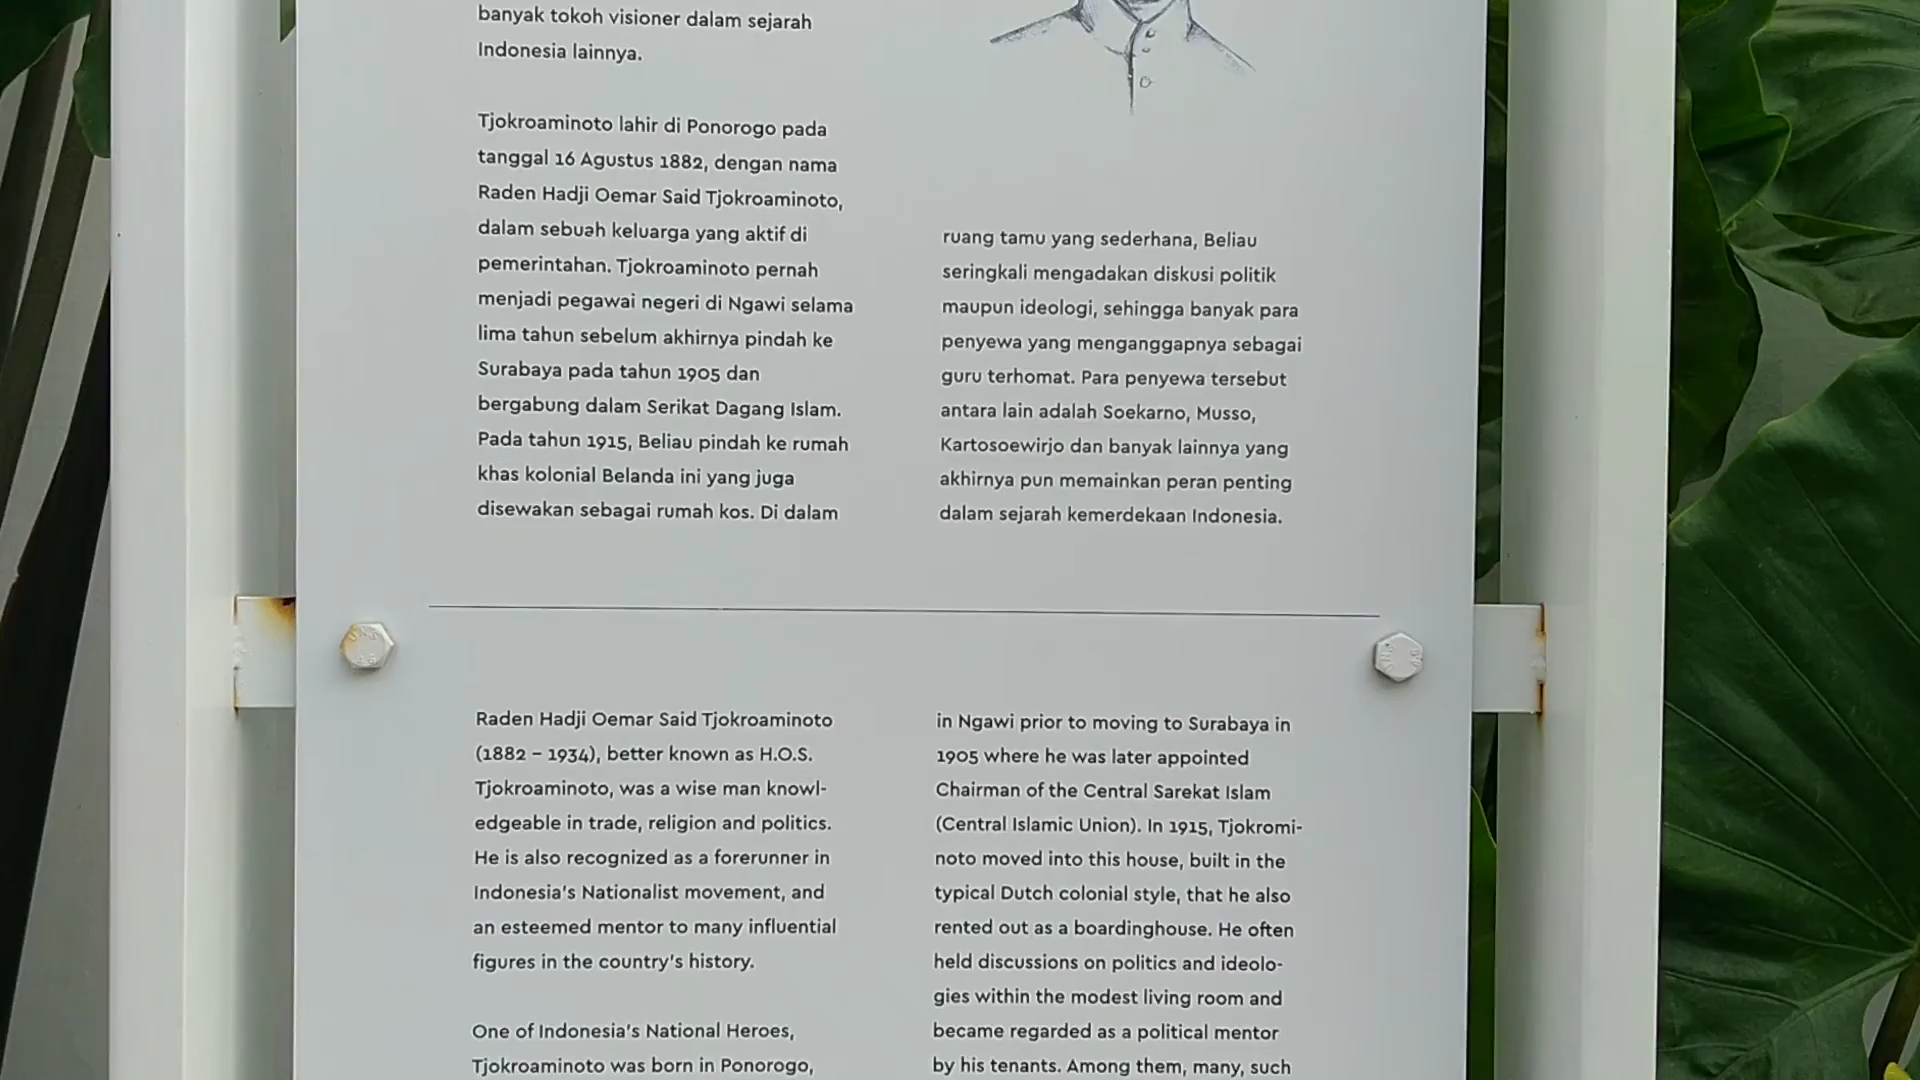 banyak tokoh visioner dalam sejarah
Indonesia lainnya.
Tjokroaminoto lahir di Ponorogo pada
tanggal 16 Agustus 1882, dengan nama
Raden Hadji Oemar Said Tjokroaminoto,
dalam sebuah keluarga yang aktif di
pemerintahan. Tjokroaminoto pernah
menjadi pegawai negeri di Ngawi selama
lima tahun sebelum akhirnya pindah ke
Surabaya pada tahun 1905 dan
bergabung dalam Serikat Dagang Islam.
Pada tahun 1915, Beliau pindah ke rumah
khas kolonial Belanda ini yang juga
disewakan sebagai rumah kos. Di dalam
ruang tamu yang sederhana, Beliau
seringkali mengadakan diskusi politik
maupun ideologi, sehingga banyak para
penyewa yang menganggapnya sebagai
guru terhomat. Para penyewa tersebut
antara lain adalah Soekarno, Musso,
Kartosoewirjo dan banyak lainnya yang
akhirnya pun memainkan peran penting
dalam sejarah kemerdekaan Indonesia.
Raden Hadji Oemar Said Tjokroaminoto
(1882 – 1934), better known as H.O.S.
Tjokroaminoto, was a wise man knowl-
edgeable in trade, religion and politics.
He is also recognized as a forerunner in
Indonesia's Nationalist movement, and
an esteemed mentor to many influential
figures in the country's history.
One of Indonesia's National Heroes,
Tjokroaminoto was born in Ponorogo,
in Ngawi prior to moving to Surabaya in
1905 where he was later appointed
Chairman of the Central Sarekat Islam
(Central Islamic Union). In 1915, Tjokromi-
noto moved into this house, built in the
typical Dutch colonial style, that he also
rented out as a boardinghouse. He often
held discussions on politics and ideolo-
gies within the modest living room and
became regarded as a political mentor
by his tenants. Among them, many, such